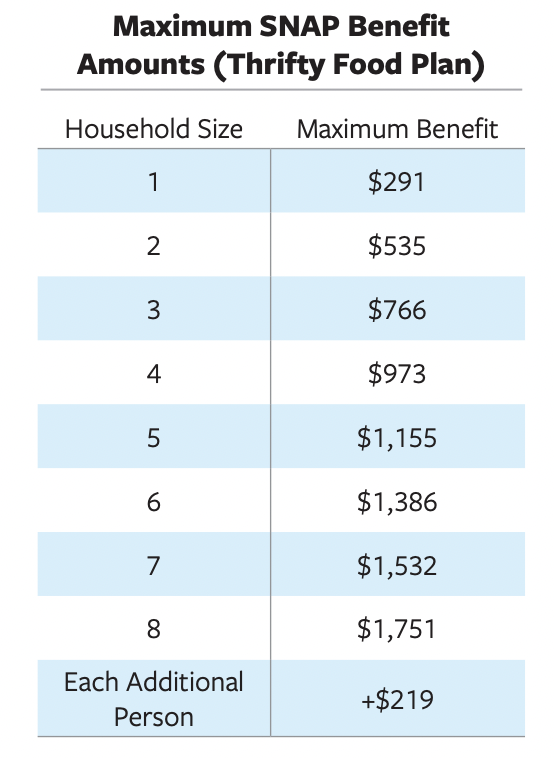 Maximum SNAP Benefit
Amounts (Thrifty Food Plan)
Household Size Maximum Benefit
1 $291
2 $535
3 $766
4 $973
5 $1,155
6 $1,386
7 $1,532
8 $1,751
Each Additional
Person
+$219